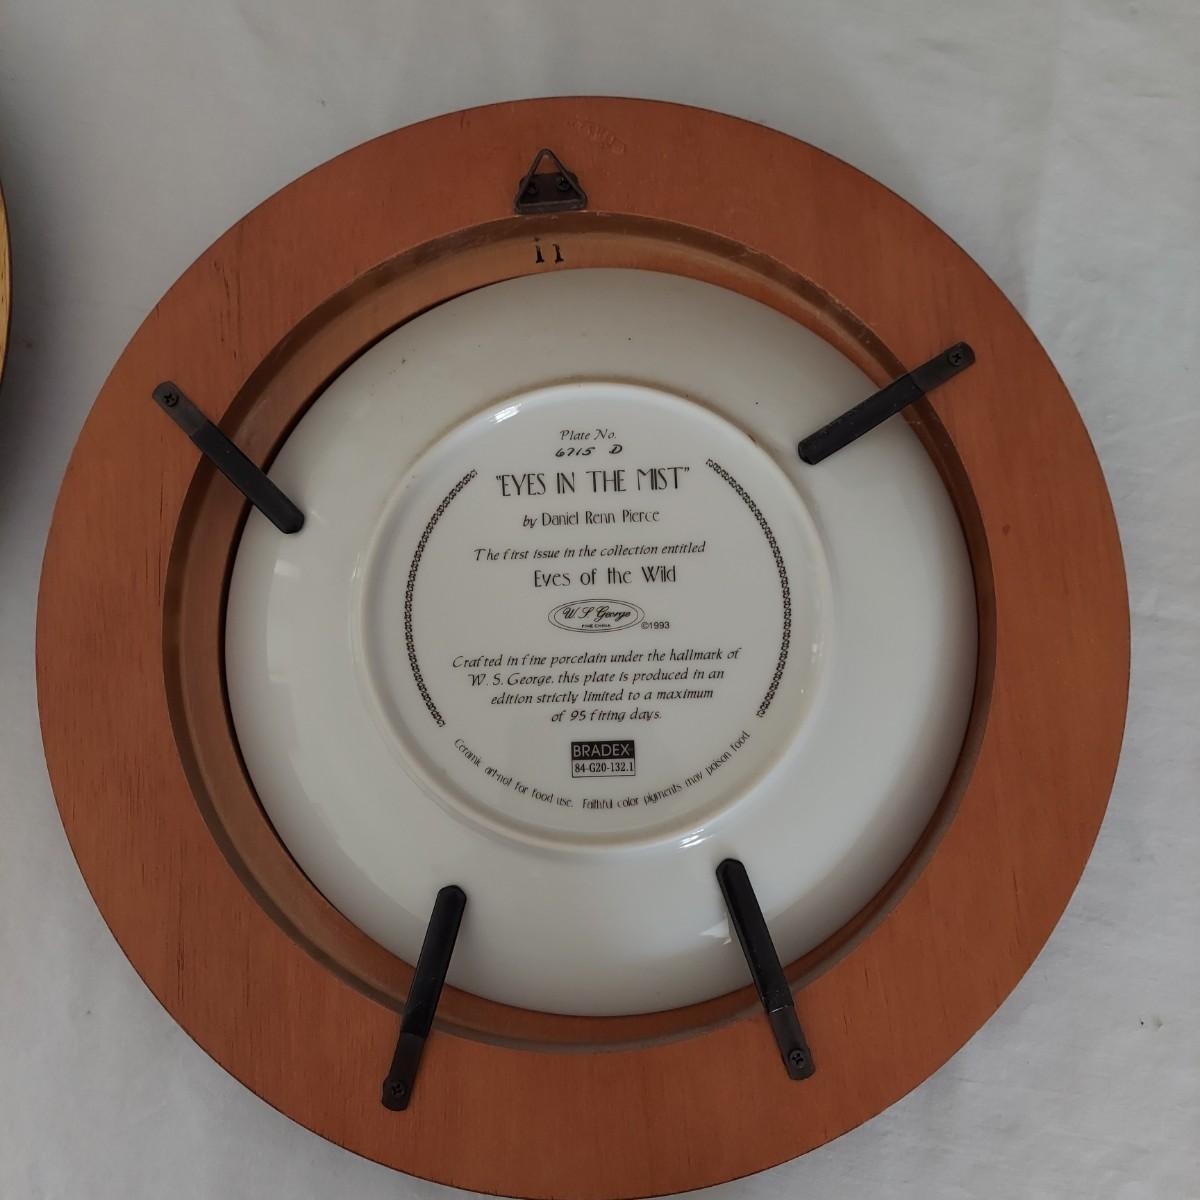 11
Plate No.
6715 D
"EYES IN THE MIST"
by Daniel Renn Pierce
The first issue in the collection entitled
Eyes of the Wild
W. S. George
FINE CHINA
©1993
Crafted in fine porcelain under the hallmark of
W. S. George, this plate is produced in an
edition strictly limited to a maximum
of 95 firing days.
BRADEX
84-G20-132.1
Ceramic art-not for food use. Faithful color pigments may poison food.